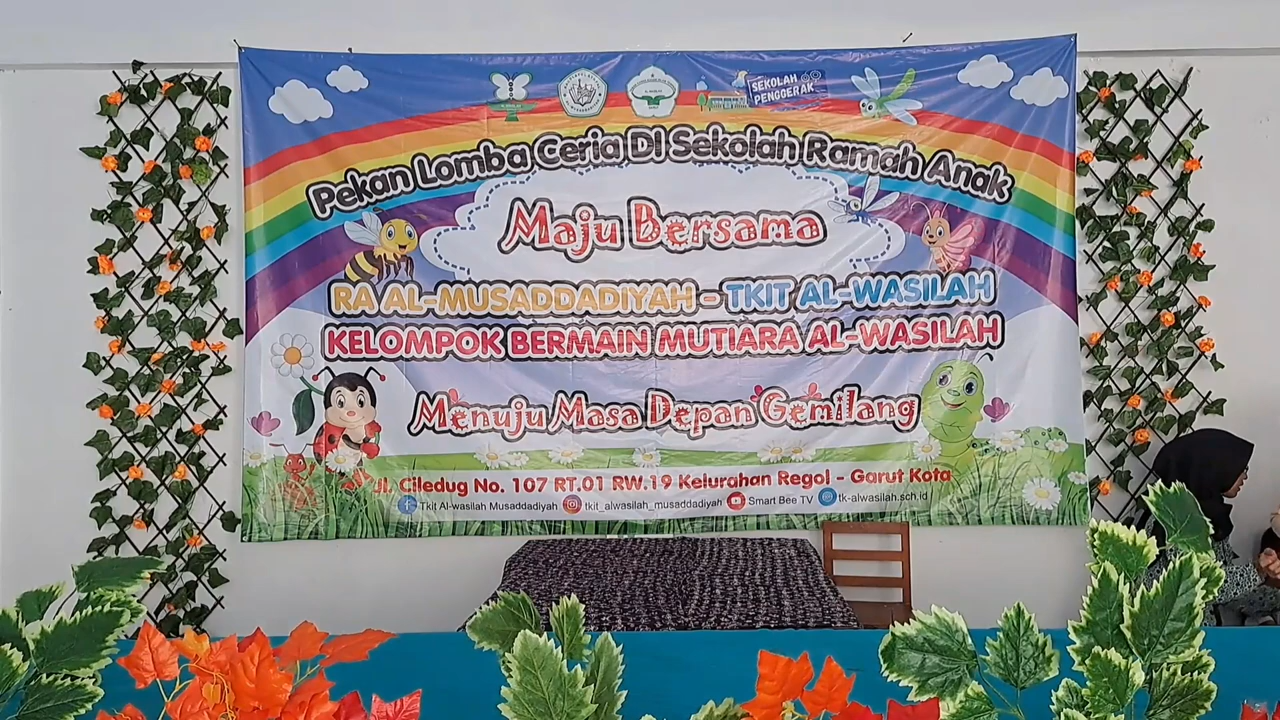 SEKOLAH
PENGGERAK
Pekan Lomba Ceria DI Sekolah Ramah Anak
Maju Bersama
RA AL-MUSADDADIYAH - TKIT AL-WASILAH
KELOMPOK BERMAIN MUTIARA AL-WASILAH
Menuju Masa Depan Gemilang
Jl. Ciledug No. 107 RT.01 RW.19 Kelurahan Regol - Garut Kota
Tkit Al-wasilah Musaddadiyah tkit_alwasilah_musaddadiyah Smart Bee TV tk-alwasilah.sch.id